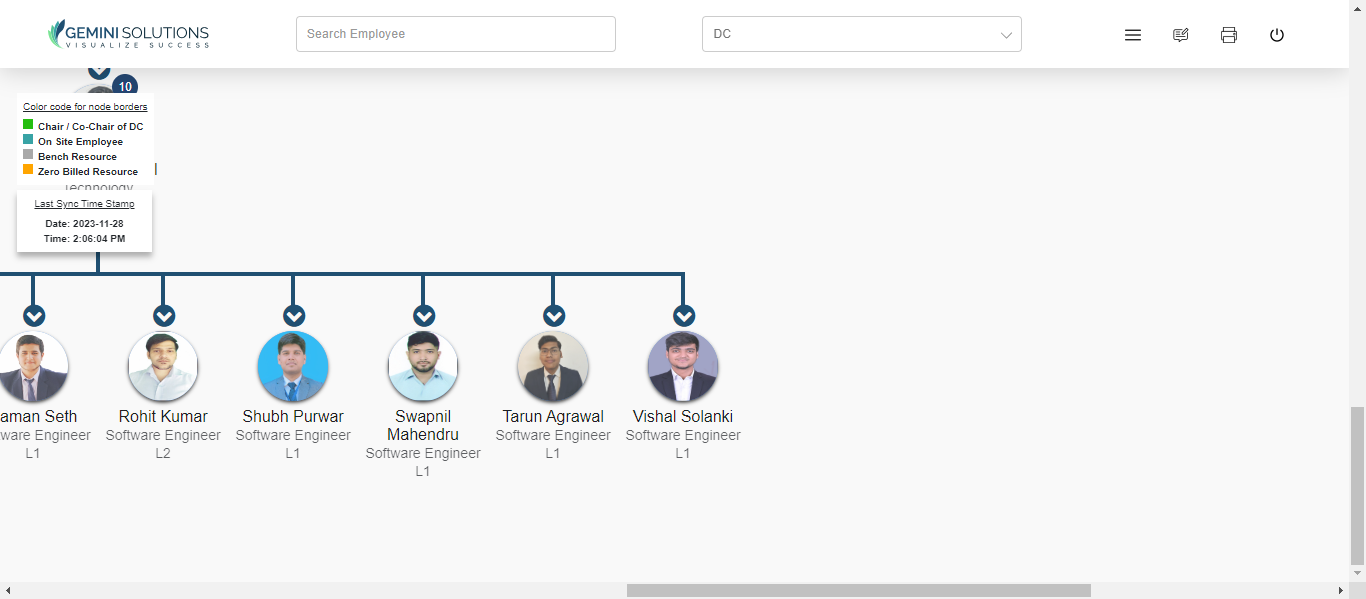 GEMINI SOLUTIONS
VISUALIZE SUCCESS
Search Employee
DC
10
Color code for node borders
Chair / Co-Chair of DC
On Site Employee
Bench Resource
Zero Billed Resource
Technology
Last Sync Time Stamp
Date: 2023-11-28
Time: 2:06:04 PM
aman Seth
ware Engineer
L1
Rohit Kumar
Software Engineer
L2
Shubh Purwar
Software Engineer
L1
Swapnil
Mahendru
Software Engineer
L1
Tarun Agrawal
Software Engineer
L1
Vishal Solanki
Software Engineer
L1